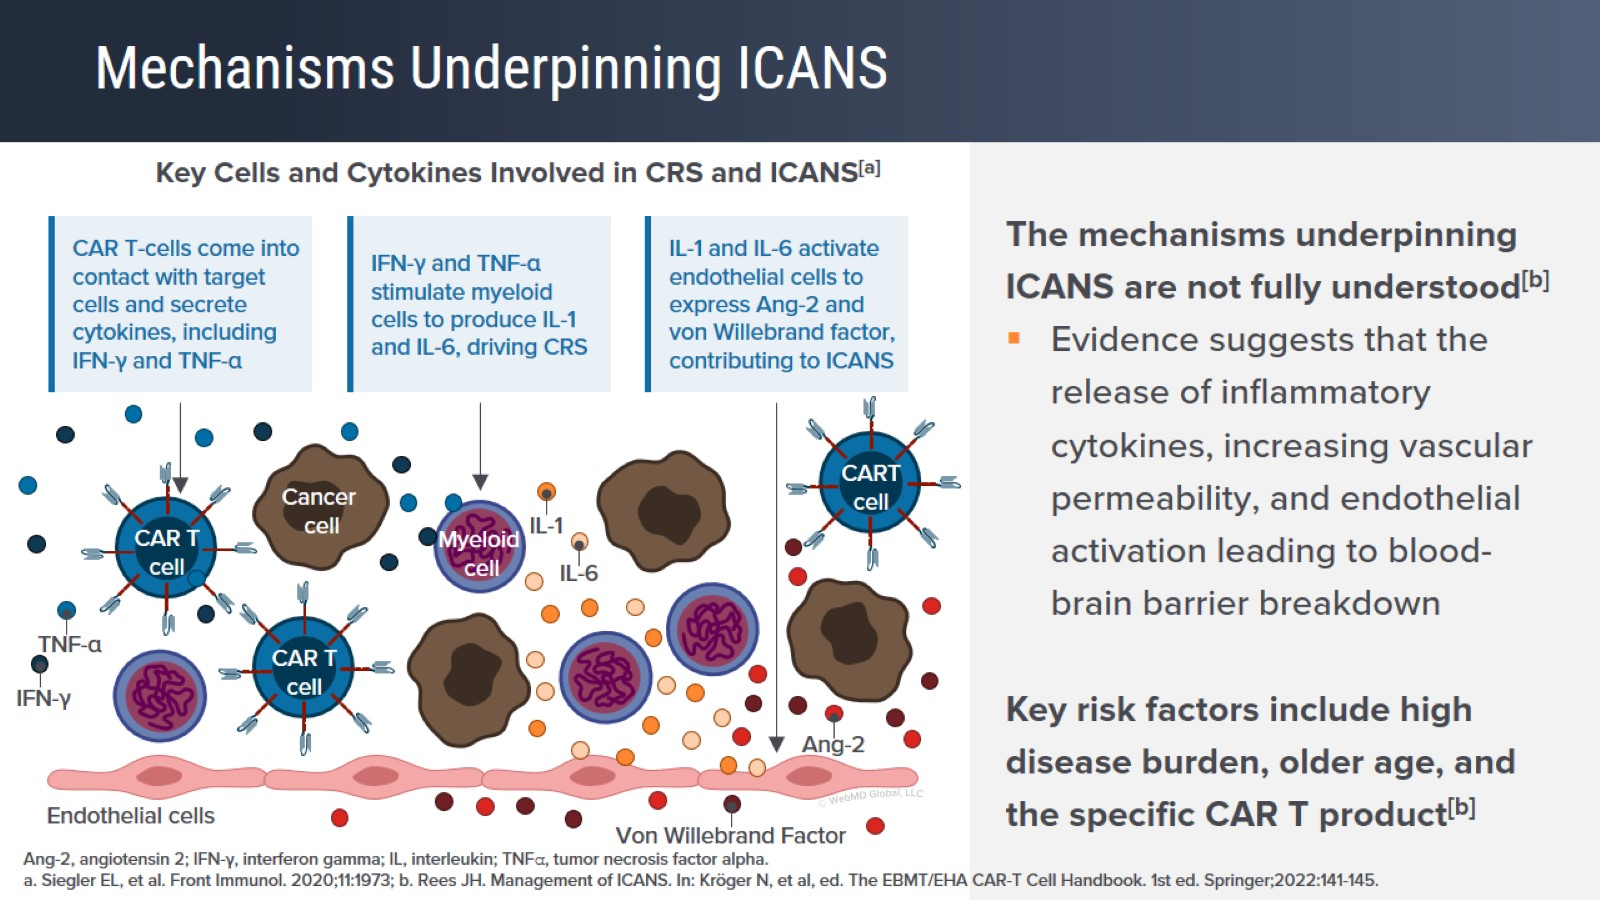 Mechanisms Underpinning ICANS
Key Cells and Cytokines Involved in CRS and ICANS[a]
CAR T-cells come into
contact with target
cells and secrete
cytokines, including
IFN-γ and TNF-α
IFN-γ and TNF-α
stimulate myeloid
cells to produce IL-1
and IL-6, driving CRS
IL-1 and IL-6 activate
endothelial cells to
express Ang-2 and
von Willebrand factor,
contributing to ICANS
CAR T
cell
Cancer
cell
Myeloid
cell
IL-1
IL-6
CART
cell
TNF-α
IFN-γ
CAR T
cell
Ang-2
Endothelial cells
Von Willebrand Factor
© WebMD Global, LLC
The mechanisms underpinning
ICANS are not fully understood[b]
▪ Evidence suggests that the
release of inflammatory
cytokines, increasing vascular
permeability, and endothelial
activation leading to blood-
brain barrier breakdown
Key risk factors include high
disease burden, older age, and
the specific CAR T product[b]
Ang-2, angiotensin 2; IFN-γ, interferon gamma; IL, interleukin; TNFα, tumor necrosis factor alpha.
a. Siegler EL, et al. Front Immunol. 2020;11:1973; b. Rees JH. Management of ICANS. In: Kröger N, et al, ed. The EBMT/EHA CAR-T Cell Handbook. 1st ed. Springer;2022:141-145.